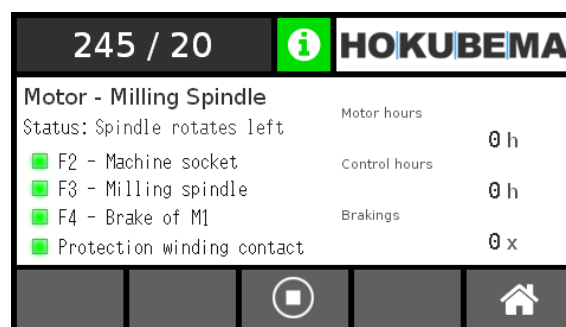 245 / 20
i
HOKUBEMA
Motor - Milling Spindle
Status: Spindle rotates left
F2 - Machine socket
F3 - Milling spindle
F4 - Brake of M1
Protection winding contact
Motor hours
0 h
Control hours
0 h
Brakings
0 x